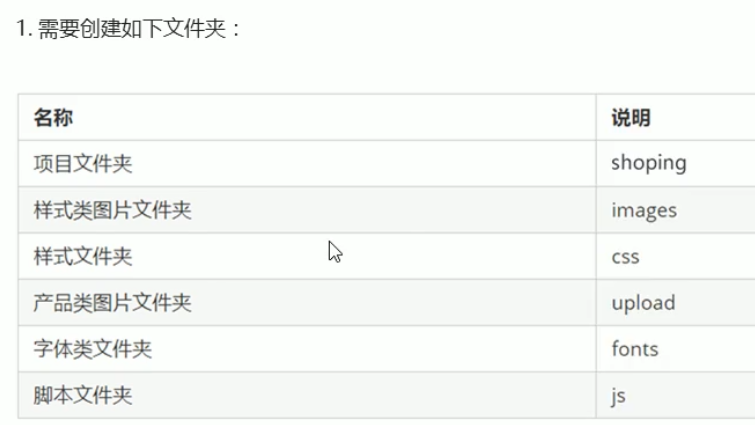 1. 需要创建如下文件夹：
名称 说明
项目文件夹 shoping
样式类图片文件夹 images
样式文件夹 css
产品类图片文件夹 upload
字体类文件夹 fonts
脚本文件夹 js